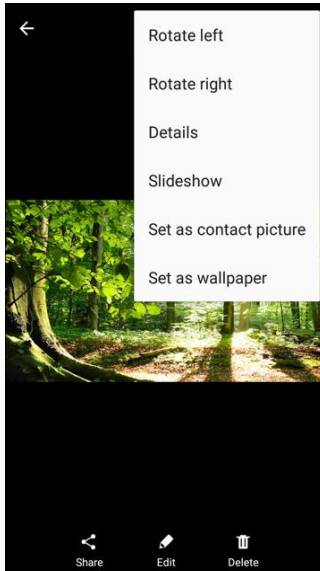 Rotate left
Rotate right
Details
Slideshow
Set as contact picture
Set as wallpaper
Share Edit Delete